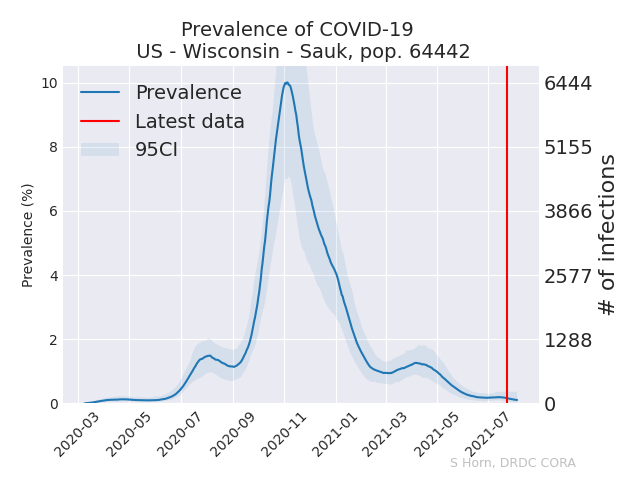 Prevalence of COVID-19
US - Wisconsin - Sauk, pop. 64442
Prevalence
Latest data
95CI
Prevalence (%)
10
8
6
4
2
0
6444
5155
3866
2577
1288
0
# of infections
2020-03
2020-05
2020-07
2020-09
2020-11
2021-01
2021-03
2021-05
2021-07
S Horn, DRDC CORA